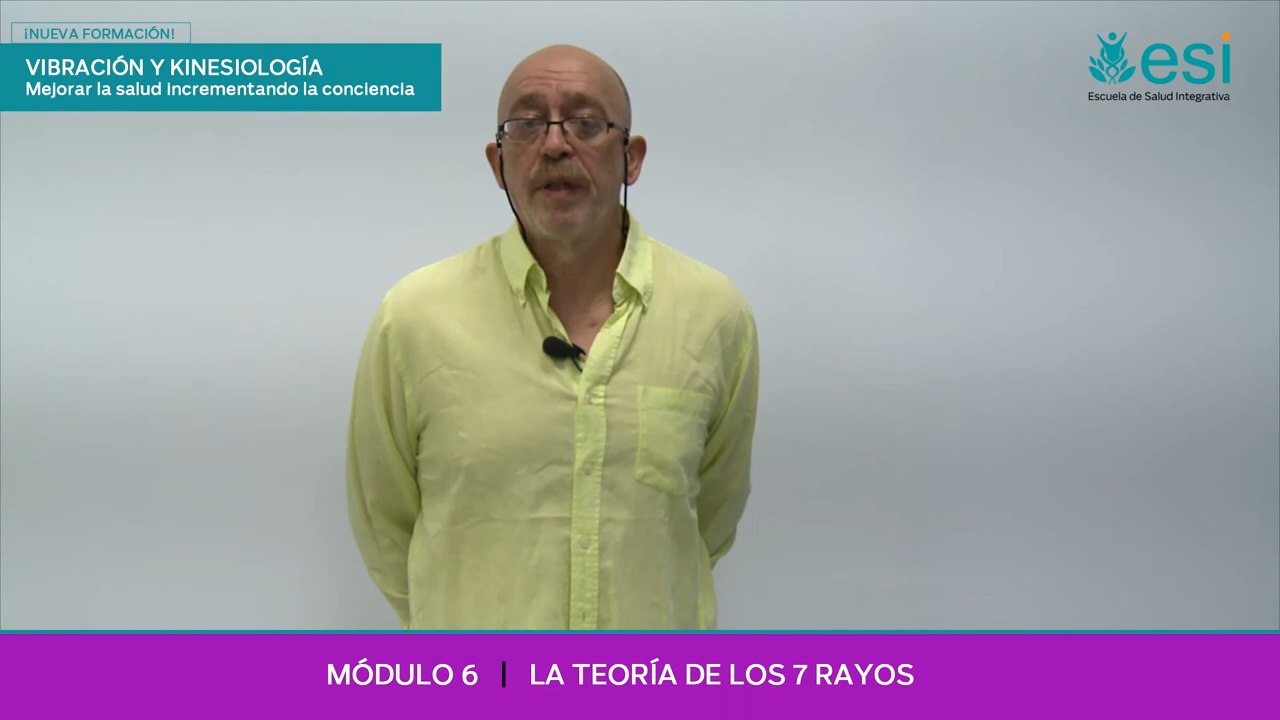 ¡NUEVA FORMACIÓN!
VIBRACIÓN Y KINESIOLOGÍA
Mejorar la salud incrementando la conciencia
esi
Escuela de Salud Integrativa
MÓDULO 6 | LA TEORÍA DE LOS 7 RAYOS